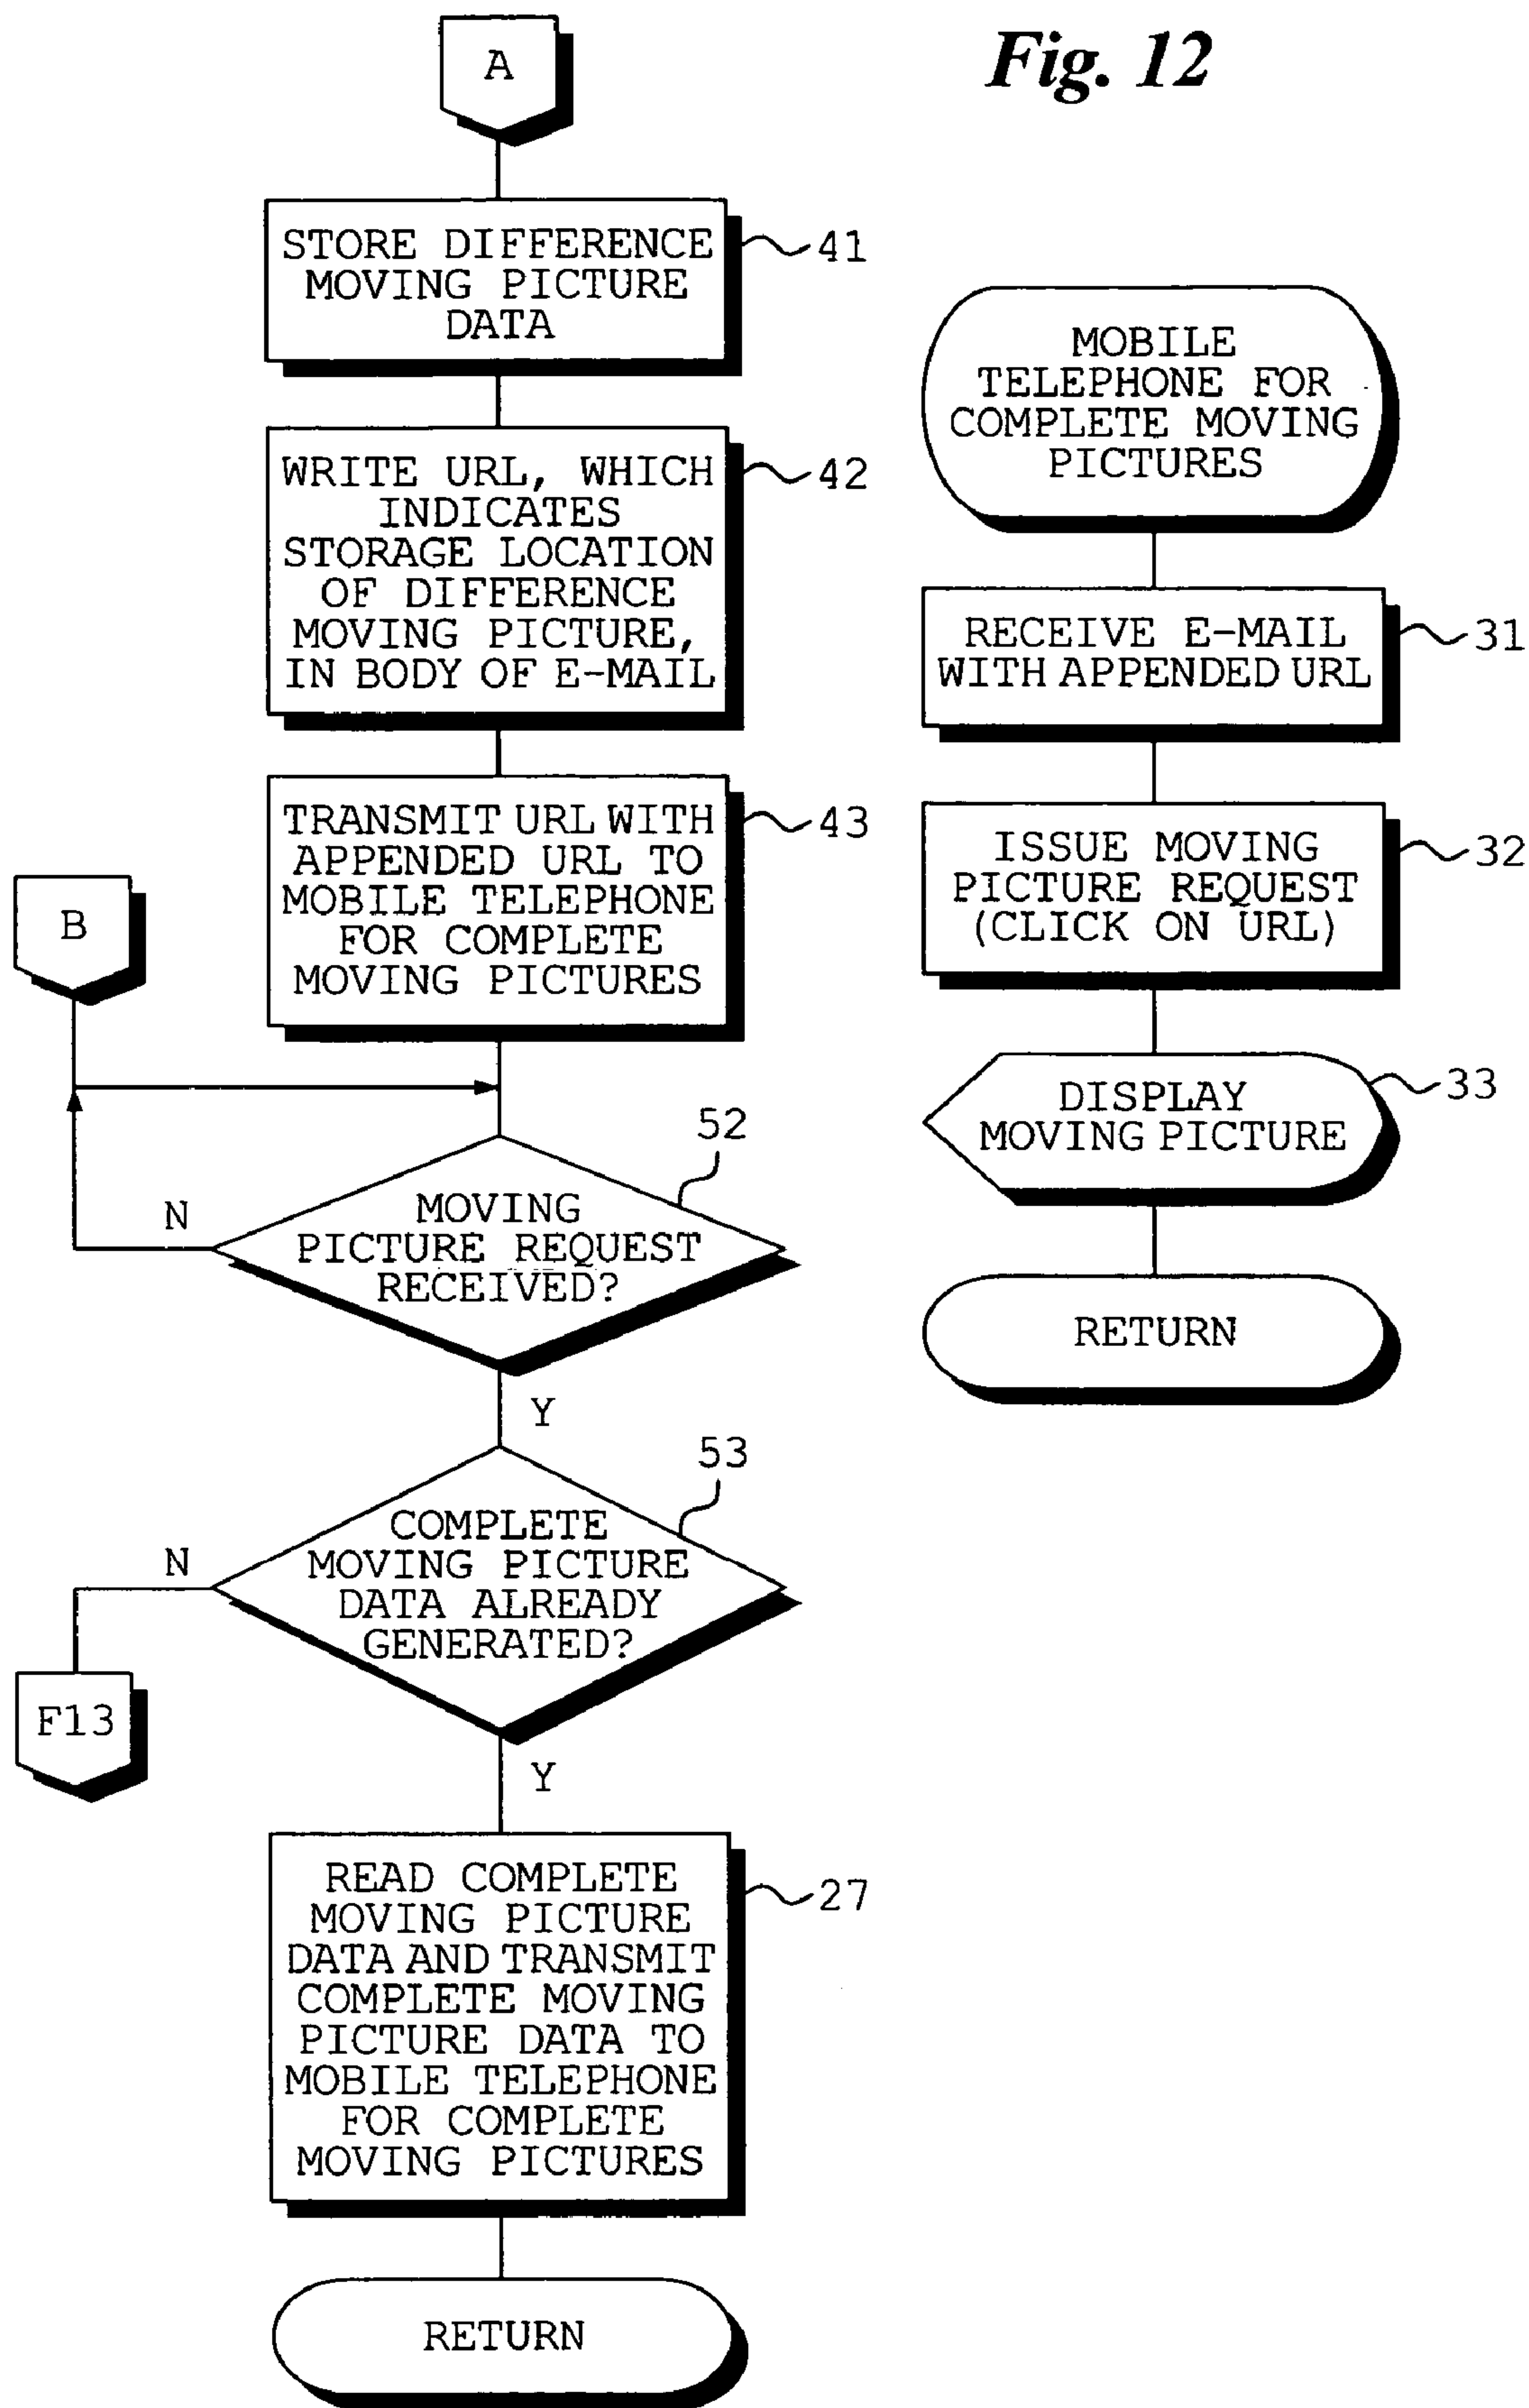 Fig. 12
A
STORE DIFFERENCE
MOVING PICTURE
DATA
41
WRITE URL, WHICH
INDICATES
STORAGE LOCATION
OF DIFFERENCE
MOVING PICTURE,
IN BODY OF E-MAIL
42
TRANSMIT URL WITH
APPENDED URL TO
MOBILE TELEPHONE
FOR COMPLETE
MOVING PICTURES
43
B
52
MOVING
PICTURE REQUEST
RECEIVED?
N
Y
53
COMPLETE
MOVING PICTURE
DATA ALREADY
GENERATED?
N
F13
Y
READ COMPLETE
MOVING PICTURE
DATA AND TRANSMIT
COMPLETE MOVING
PICTURE DATA TO
MOBILE TELEPHONE
FOR COMPLETE
MOVING PICTURES
27
RETURN
MOBILE
TELEPHONE FOR
COMPLETE MOVING
PICTURES
RECEIVE E-MAIL
WITH APPENDED URL
31
ISSUE MOVING
PICTURE REQUEST
(CLICK ON URL)
32
DISPLAY
MOVING PICTURE
33
RETURN